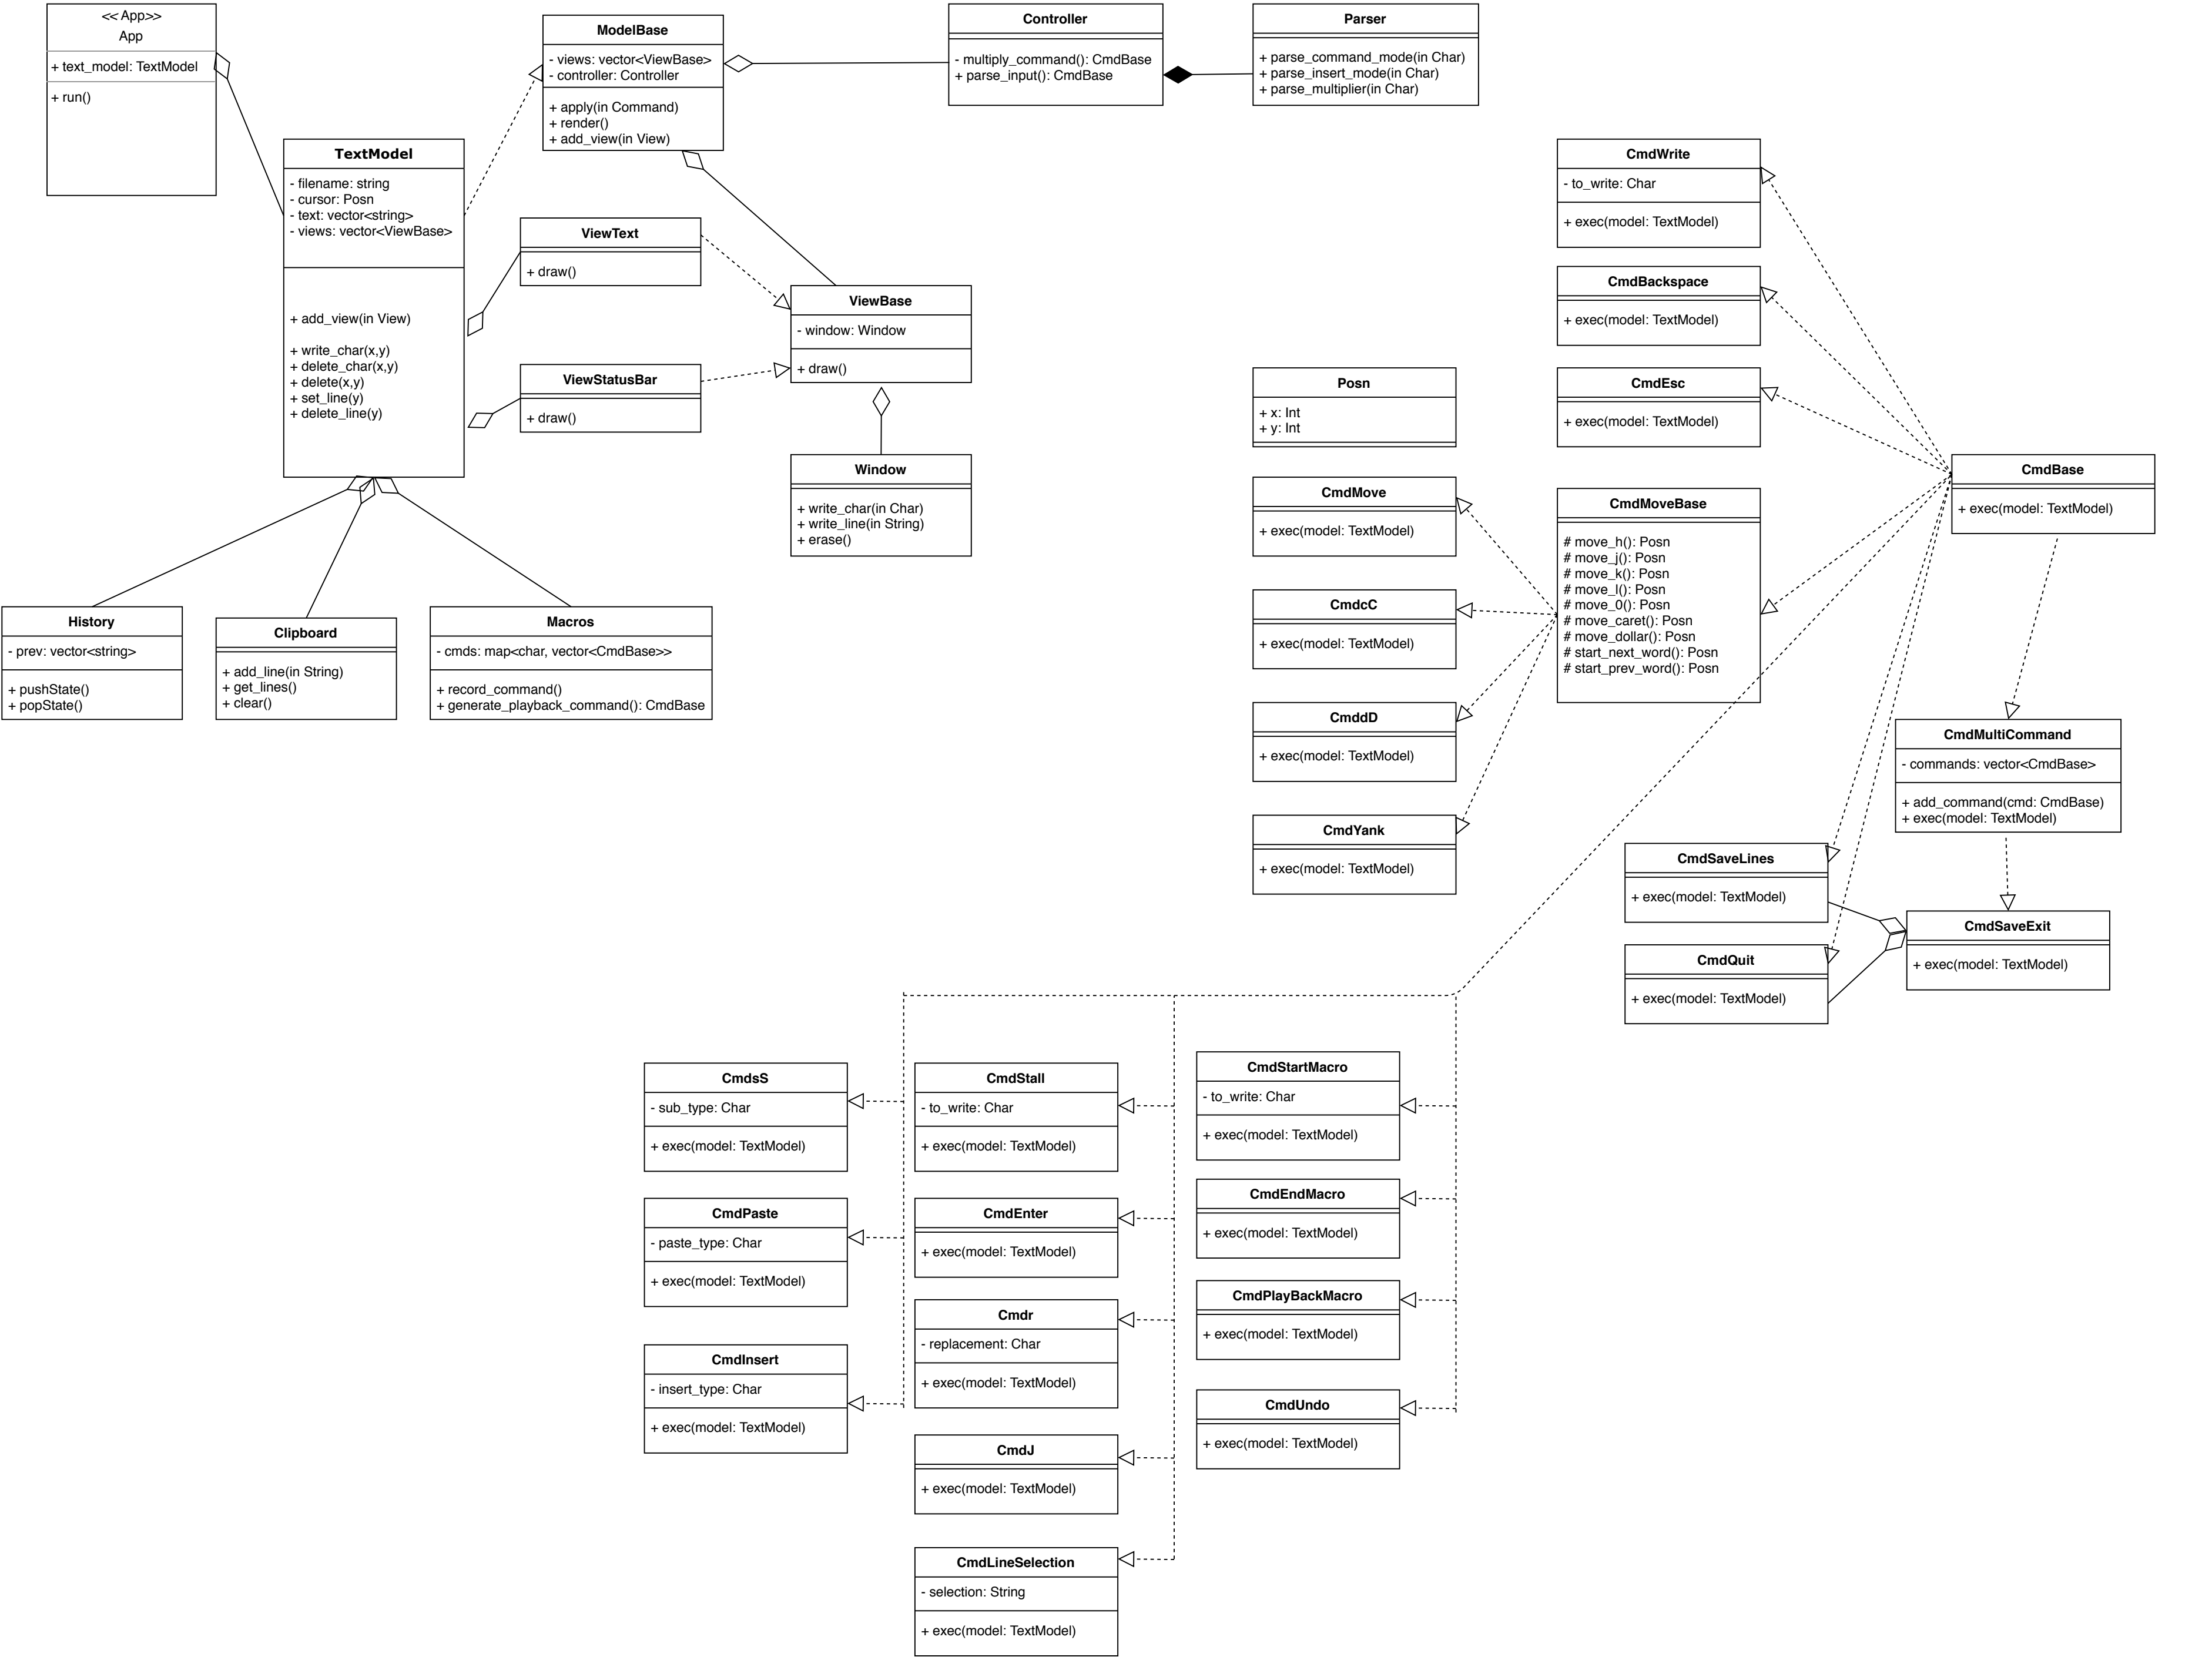 << App>>
App
+ text_model: TextModel
+ run()
ModelBase
- views: vector<ViewBase>
- controller: Controller
+ apply(in Command)
+ render()
+ add_view(in View)
Controller
- multiply_command(): CmdBase
+ parse_input(): CmdBase
Parser
+ parse_command_mode(in Char)
+ parse_insert_mode(in Char)
+ parse_multiplier(in Char)
TextModel
- filename: string
- cursor: Posn
- text: vector<string>
- views: vector<ViewBase>
+ add_view(in View)
+ write_char(x,y)
+ delete_char(x,y)
+ delete(x,y)
+ set_line(y)
+ delete_line(y)
ViewText
+ draw()
ViewStatusBar
+ draw()
ViewBase
- window: Window
+ draw()
Window
+ write_char(in Char)
+ write_line(in String)
+ erase()
History
- prev: vector<string>
+ pushState()
+ popState()
Clipboard
+ add_line(in String)
+ get_lines()
+ clear()
Macros
- cmds: map<char, vector<CmdBase>>
+ record_command()
+ generate_playback_command(): CmdBase
CmdWrite
- to_write: Char
+ exec(model: TextModel)
CmdBackspace
+ exec(model: TextModel)
CmdEsc
+ exec(model: TextModel)
Posn
+ x: Int
+ y: Int
CmdMove
+ exec(model: TextModel)
CmdcC
+ exec(model: TextModel)
CmddD
+ exec(model: TextModel)
CmdYank
+ exec(model: TextModel)
CmdMoveBase
# move_h(): Posn
# move_j(): Posn
# move_k(): Posn
# move_l(): Posn
# move_0(): Posn
# move_caret(): Posn
# move_dollar(): Posn
# start_next_word(): Posn
# start_prev_word(): Posn
CmdBase
+ exec(model: TextModel)
CmdMultiCommand
- commands: vector<CmdBase>
+ add_command(cmd: CmdBase)
+ exec(model: TextModel)
CmdSaveLines
+ exec(model: TextModel)
CmdQuit
+ exec(model: TextModel)
CmdSaveExit
+ exec(model: TextModel)
CmdsS
- sub_type: Char
+ exec(model: TextModel)
CmdPaste
- paste_type: Char
+ exec(model: TextModel)
CmdInsert
- insert_type: Char
+ exec(model: TextModel)
CmdStall
- to_write: Char
+ exec(model: TextModel)
CmdEnter
+ exec(model: TextModel)
Cmdr
- replacement: Char
+ exec(model: TextModel)
CmdJ
+ exec(model: TextModel)
CmdLineSelection
- selection: String
+ exec(model: TextModel)
CmdStartMacro
- to_write: Char
+ exec(model: TextModel)
CmdEndMacro
+ exec(model: TextModel)
CmdPlayBackMacro
+ exec(model: TextModel)
CmdUndo
+ exec(model: TextModel)